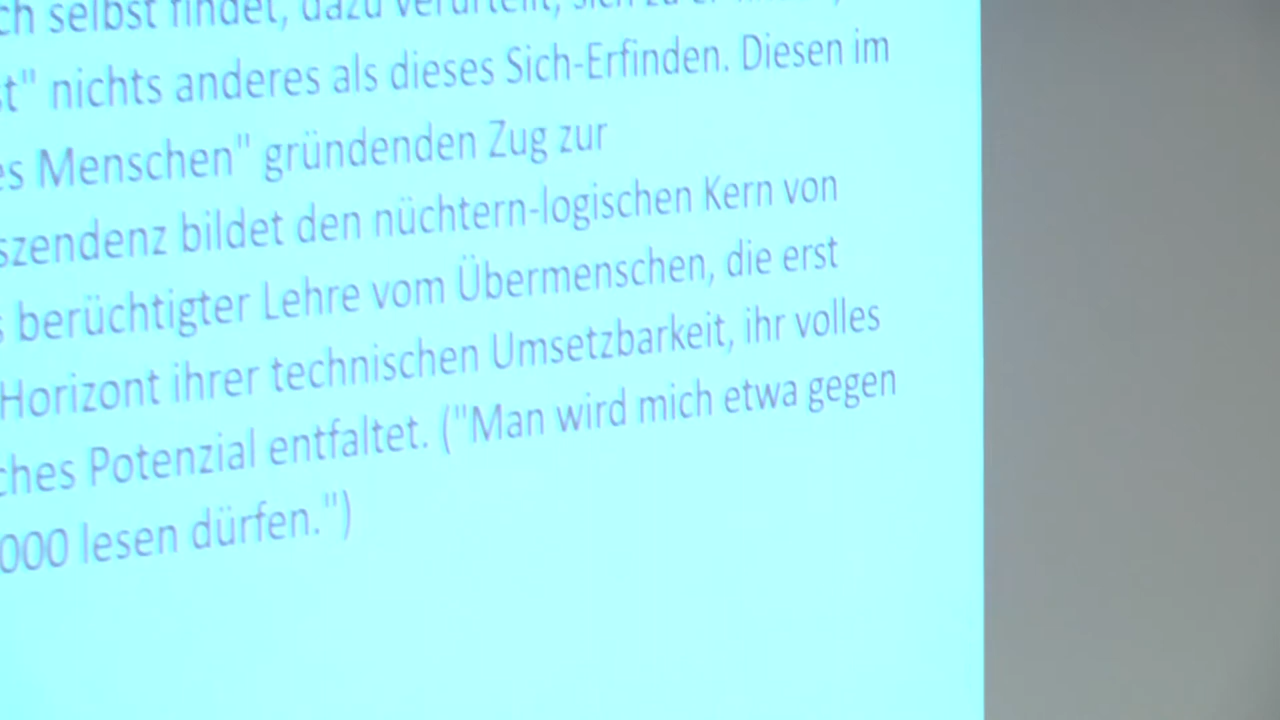 selbst findet, dazu verurteilt, sich zu
nichts anderes als dieses Sich-Erfinden. Diesen im
Menschen" gründenden Zug zur
szendenz bildet den nüchtern-logischen Kern von
berüchtigter Lehre vom Übermenschen, die erst
Horizont ihrer technischen Umsetzbarkeit, ihr volles
ches Potenzial entfaltet. ("Man wird mich etwa gegen
000 lesen dürfen.")